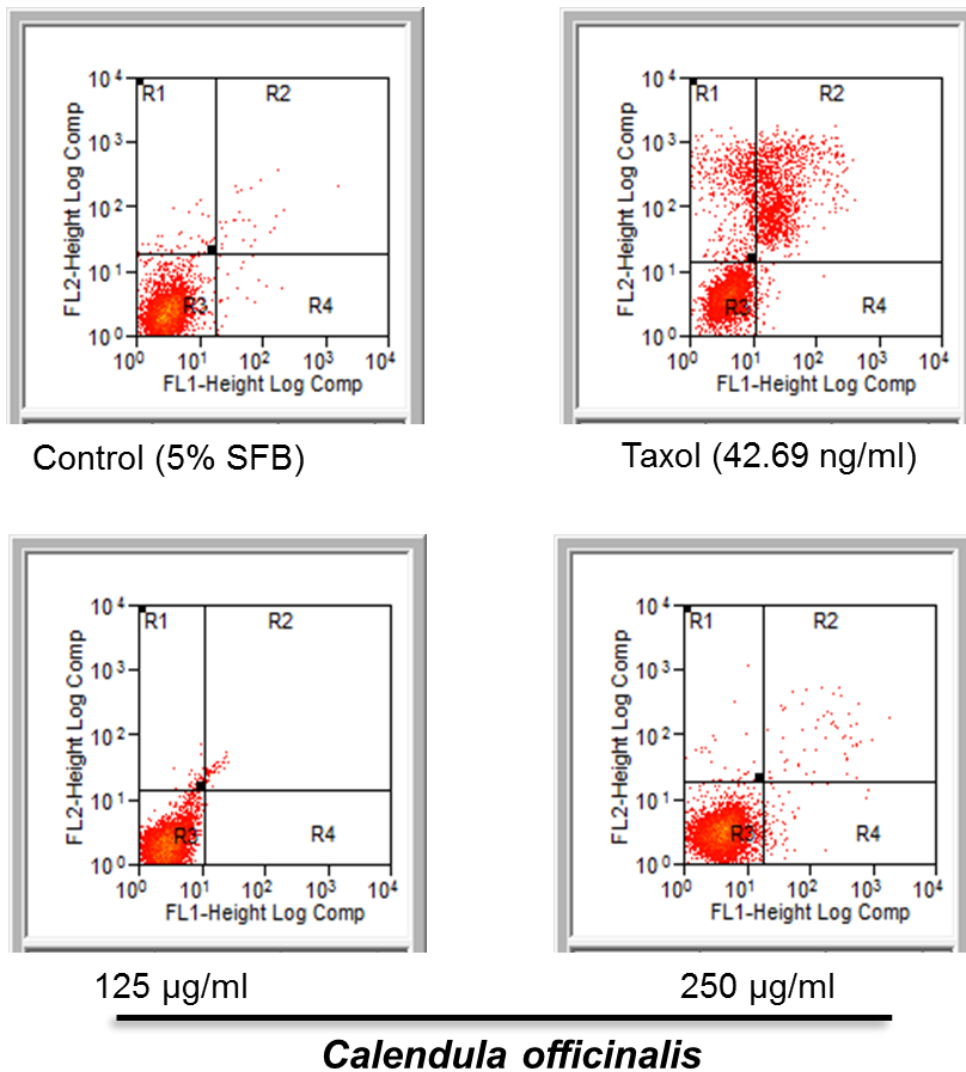 10⁴
R1 R2
10³
10²
10¹
R3 R4
10⁰
10⁰ 10¹ 10² 10³ 10⁴
FL2-Height Log Comp
FL1-Height Log Comp
Control (5% SFB)
10⁴
R1 R2
10³
10²
10¹
R3 R4
10⁰
10⁰ 10¹ 10² 10³ 10⁴
FL2-Height Log Comp
FL1-Height Log Comp
Taxol (42.69 ng/ml)
10⁴
R1 R2
10³
10²
10¹
R3 R4
10⁰
10⁰ 10¹ 10² 10³ 10⁴
FL2-Height Log Comp
FL1-Height Log Comp
125 µg/ml
10⁴
R1 R2
10³
10²
10¹
R3 R4
10⁰
10⁰ 10¹ 10² 10³ 10⁴
FL2-Height Log Comp
FL1-Height Log Comp
250 µg/ml
Calendula officinalis